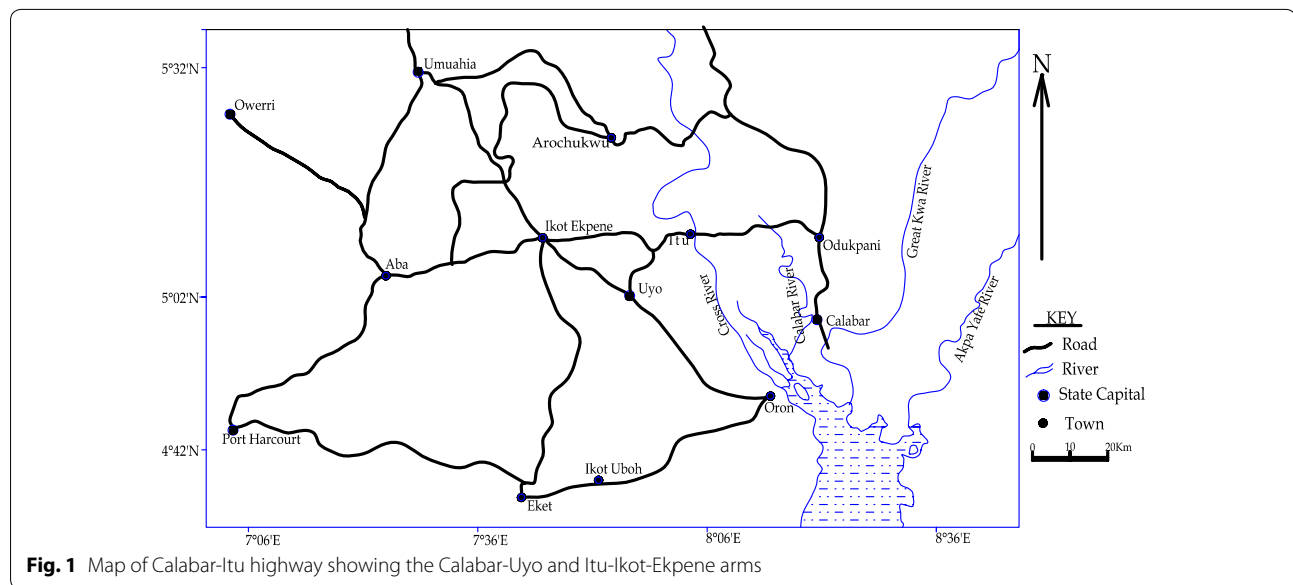 N
5°32'N
5°02'N
4°42'N
Umuahia
Owerri
Arochukwu
Ikot Ekpene
Itu
Odukpani
Aba
Uyo
Calabar
Oron
Port Harcourt
Ikot Uboh
Eket
Cross River
Calabar River
Great Kwa River
Akpa Yafe River
KEY
Road
River
State Capital
Town
0 10 20Km
7°06'E 7°36'E 8°06'E 8°36'E
Fig. 1 Map of Calabar-Itu highway showing the Calabar-Uyo and Itu-Ikot-Ekpene arms